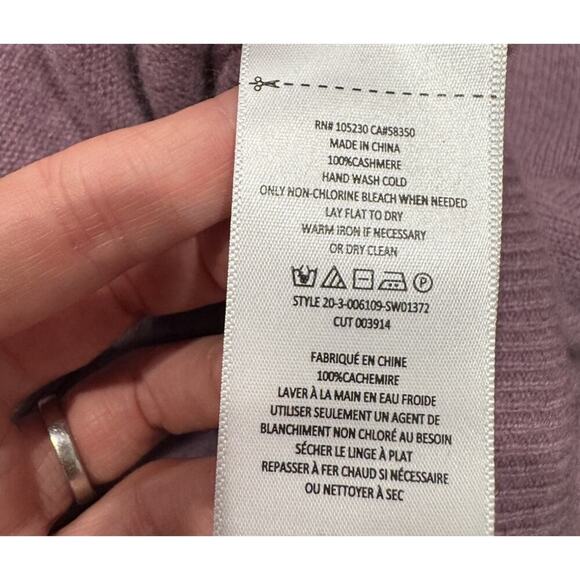 RN# 105230 CA#58350
MADE IN CHINA
100%CASHMERE
HAND WASH COLD
ONLY NON-CHLORINE BLEACH WHEN NEEDED
LAY FLAT TO DRY
WARM IRON IF NECESSARY
OR DRY CLEAN
P
STYLE 20-3-006109-SW01372
CUT 003914
FABRIQUÉ EN CHINE
100%CACHEMIRE
LAVER À LA MAIN EN EAU FROIDE
UTILISER SEULEMENT UN AGENT DE
BLANCHIMENT NON CHLORÉ AU BESOIN
SÉCHER LE LINGE À PLAT
REPASSER À FER CHAUD SI NÉCESSAIRE
OU NETTOYER À SEC